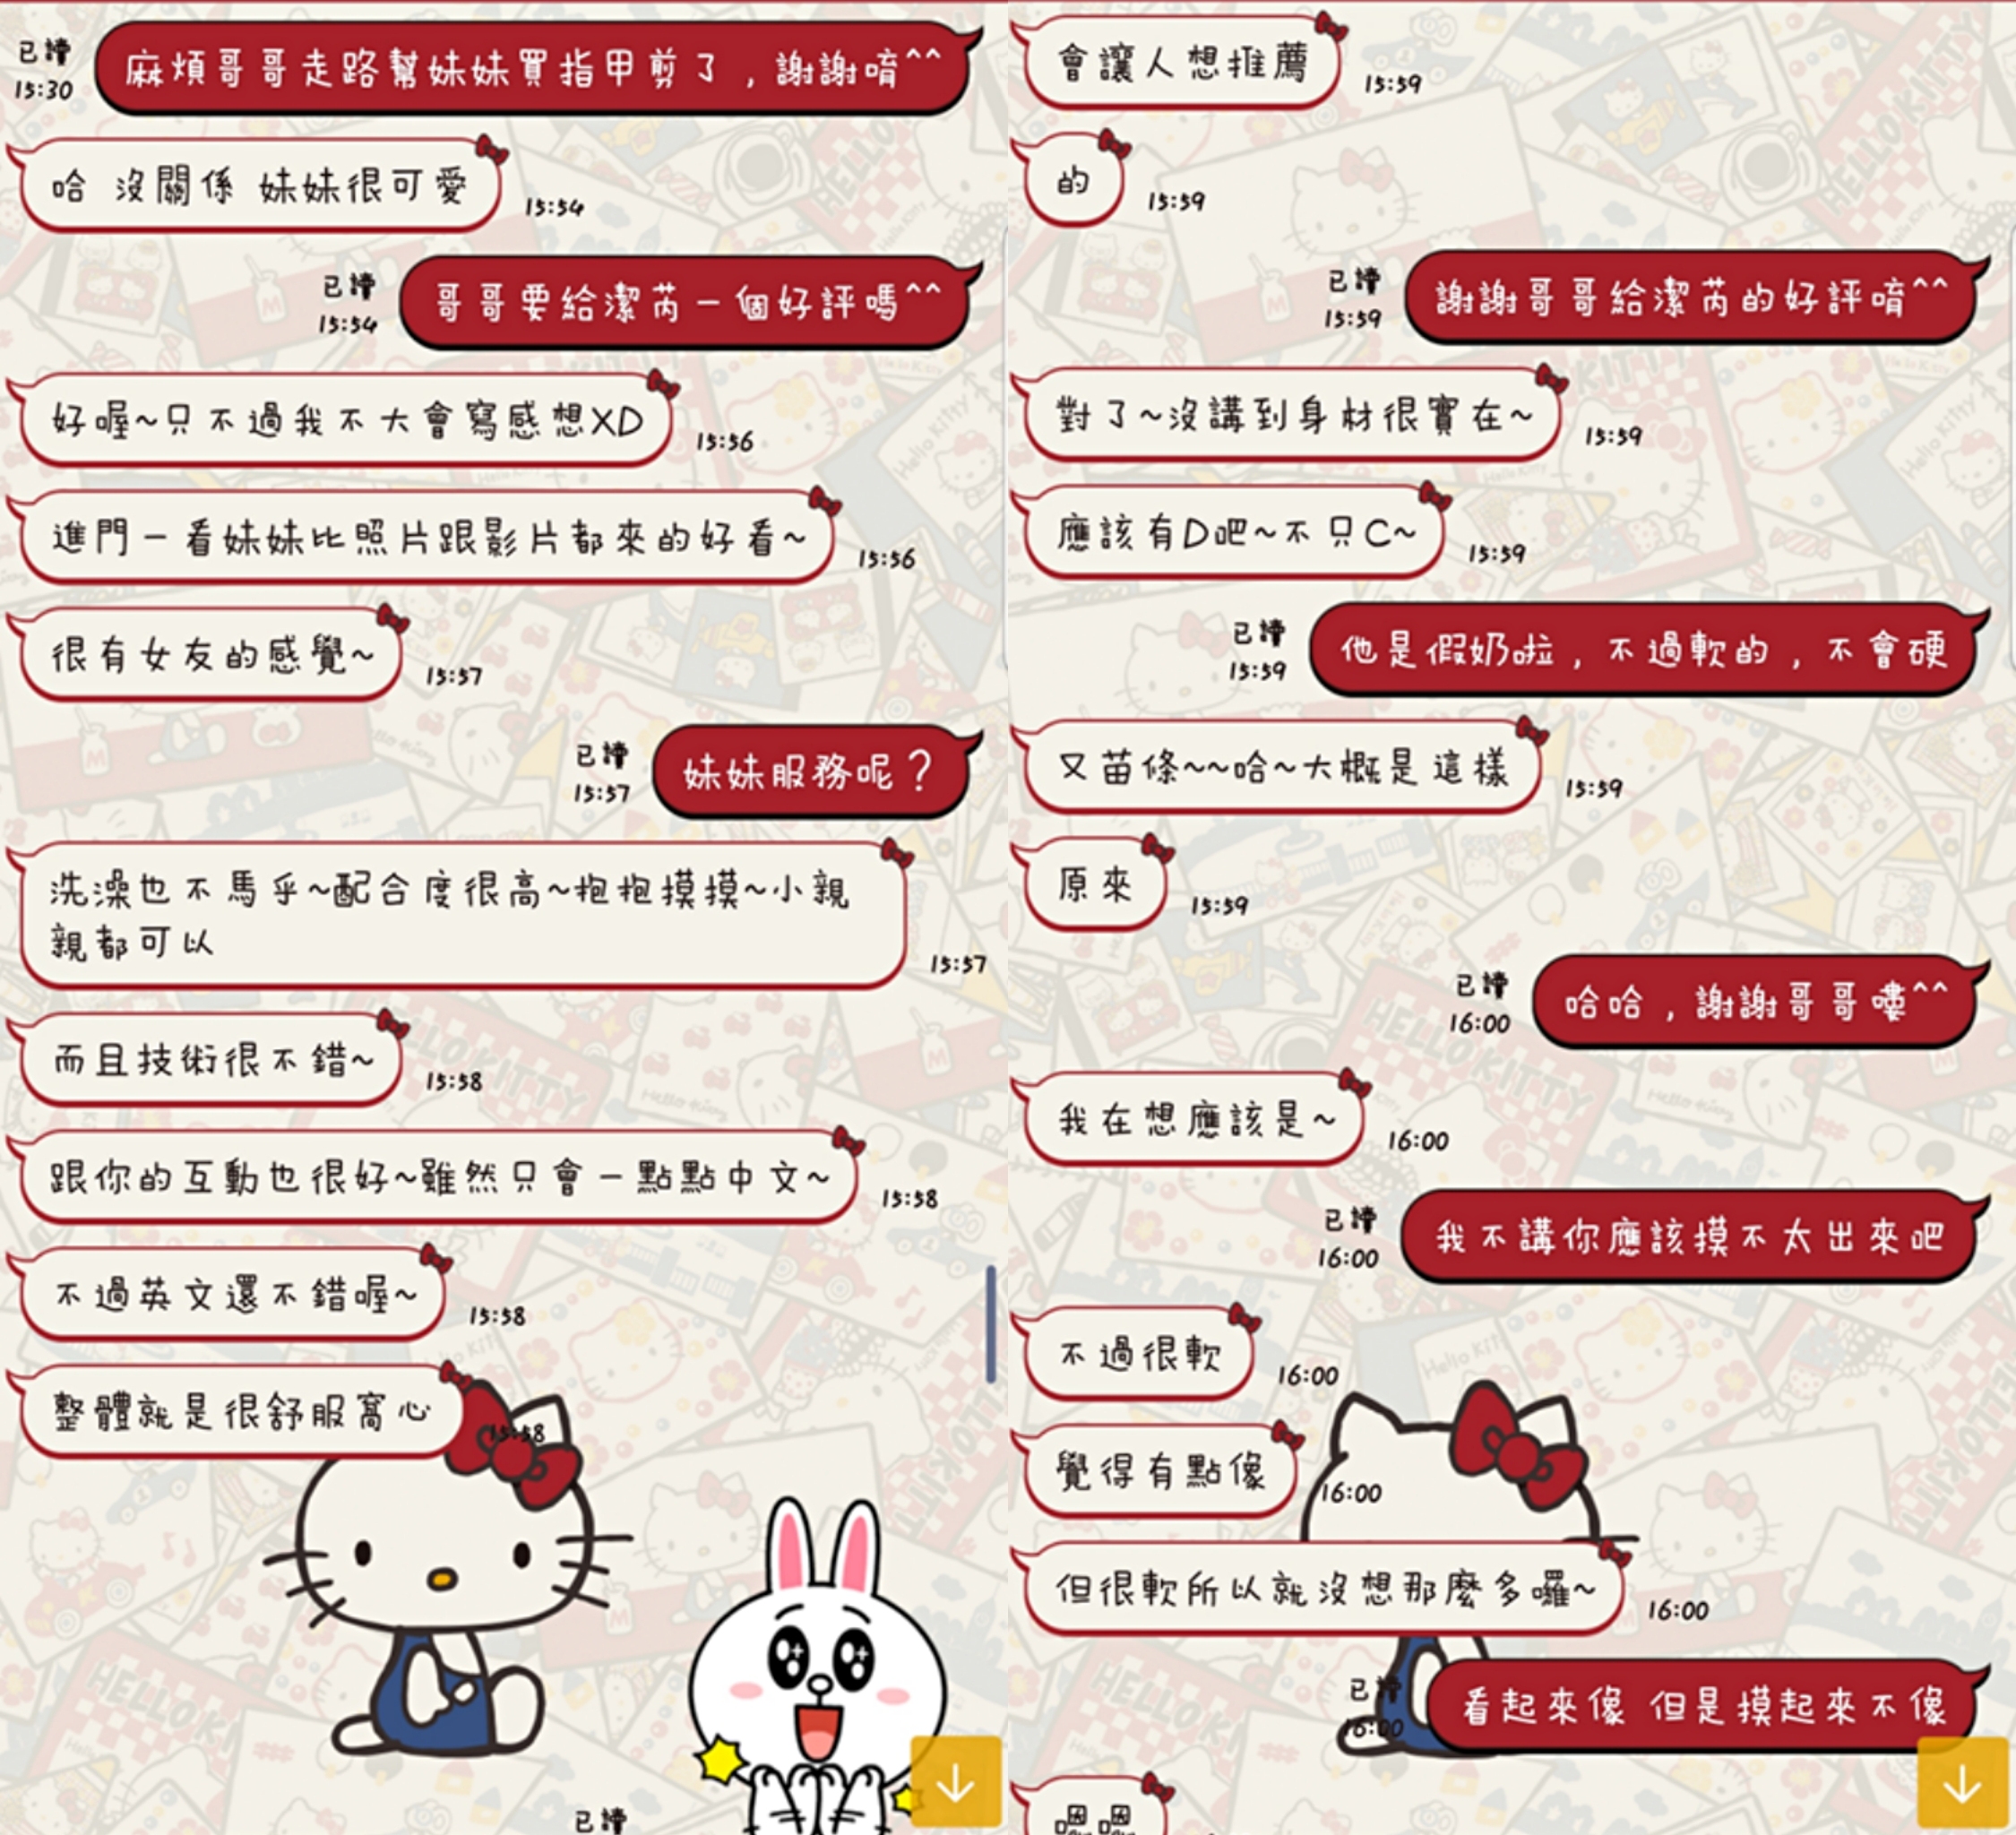 已讀
15:30
麻煩哥哥走路幫妹妹買指甲剪了，謝謝唷^^
哈 沒關係 妹妹很可愛
15:54
已讀
15:54
哥哥要給潔芮一個好評嗎^^
好喔~只不過我不大會寫感想XD
15:56
進門一看妹妹比照片跟影片都來的好看~
15:56
很有女友的感覺~
15:57
已讀
15:57
妹妹服務呢？
洗澡也不馬乎~配合度很高~抱抱摸摸~小親
親都可以
15:57
而且技術很不錯~
15:58
跟你的互動也很好~雖然只會一點點中文~
15:58
不過英文還不錯喔~
15:58
整體就是很舒服窩心
15:58
已讀
會讓人想推薦
15:59
的
15:59
已讀
15:59
謝謝哥哥給潔芮的好評唷^^
對了~沒講到身材很實在~
15:59
應該有D吧~不只C~
15:59
已讀
15:59
他是假奶啦，不過軟的，不會硬
又苗條~~哈~大概是這樣
15:59
原來
15:59
已讀
16:00
哈哈，謝謝哥哥嘍^^
我在想應該是~
16:00
已讀
16:00
我不講你應該摸不太出來吧
不過很軟
16:00
覺得有點像
16:00
但很軟所以就沒想那麼多囉~
16:00
已讀
16:00
看起來像 但是摸起來不像